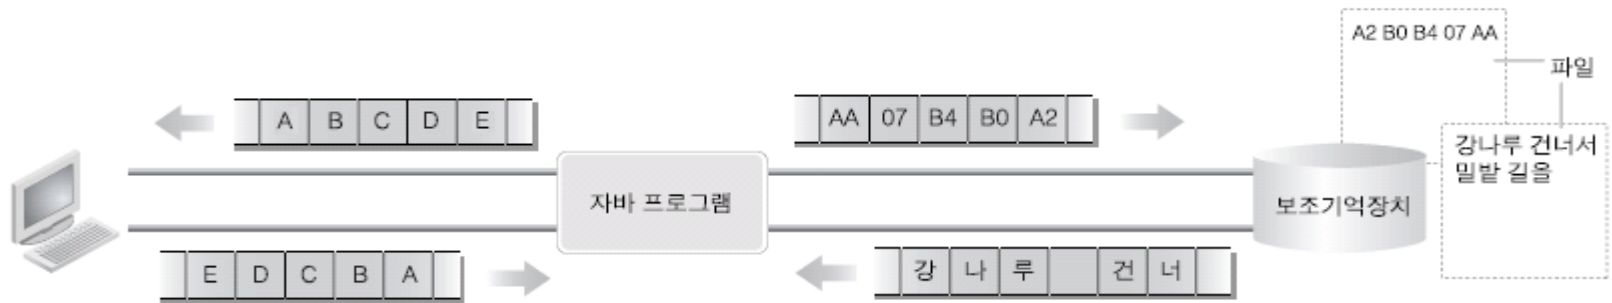 A2 B0 B4 07 AA
파일
A B C D E
AA 07 B4 B0 A2
강나루 건너서
밀밭 길을
자바 프로그램
보조기억장치
E D C B A
강 나 루 건 너